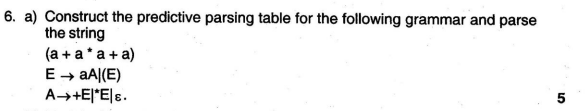 6. a) Construct the predictive parsing table for the following grammar and parse
the string
(a + a * a + a)
E → aA|(E)
A→+E|*E|ε.
5